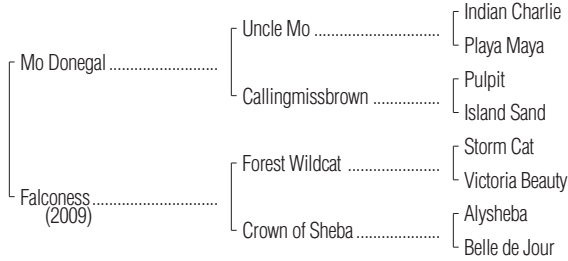 Indian Charlie
Uncle Mo ........................................
Playa Maya
Mo Donegal ..........................
Pulpit
Callingmissbrown ................
Island Sand
Storm Cat
Forest Wildcat ......................
Victoria Beauty
Falconess ..............................
(2009)
Alysheba
Crown of Sheba ....................
Belle de Jour